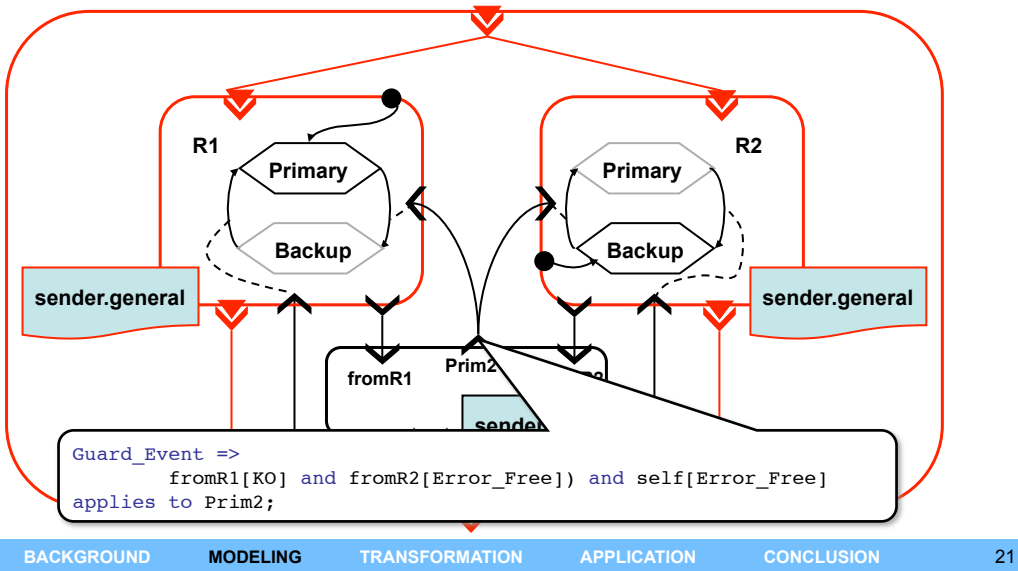 R1
R2
Primary
Primary
Backup
Backup
sender.general
sender.general
Prim2
fromR1
Guard_Event =>
fromR1[KO] and fromR2[Error_Free]) and self[Error_Free]
applies to Prim2;
BACKGROUND MODELING TRANSFORMATION APPLICATION CONCLUSION 21